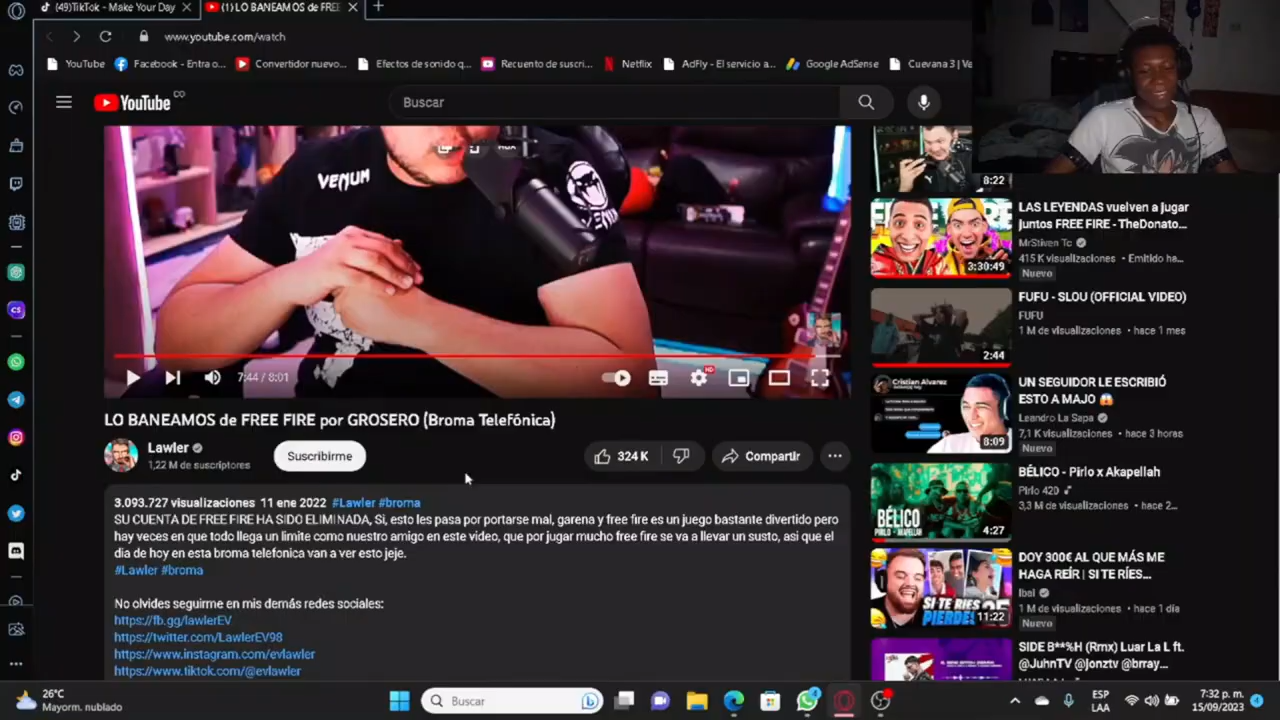 (49)TikTok - Make Your Day
(1) LO BANEAMOS de FREE
www.youtube.com/watch
YouTube
Facebook - Entra o...
Convertidor nuevo...
Efectos de sonido q...
Recuento de suscri...
Netflix
AdFly - El servicio a...
Google AdSense
Cuevana 3 | Ve
YouTube CO
Buscar
VENUM
7:44 / 8:01
HD
LO BANEAMOS de FREE FIRE por GROSERO (Broma Telefónica)
Lawler
1,22 M de suscriptores
Suscribirme
324 K
Compartir
3.093.727 visualizaciones 11 ene 2022 #Lawler #broma
SU CUENTA DE FREE FIRE HA SIDO ELIMINADA, Si, esto les pasa por portarse mal, garena y free fire es un juego bastante divertido pero
hay veces en cuando llega un limite como nuestro amigo en este video, que por jugar mucho free fire se va a llevar un susto, asi que el
dia de hoy en esta broma telefonica van a ver esto jeje.
#Lawler #broma
No olvides seguirme en mis demás redes sociales:
https://fb.gg/lawlerEV
https://twitter.com/LawlerEV98
https://www.instagram.com/evlawler
https://www.tiktok.com/@evlawler
8:22
3:30:49
LAS LEYENDAS vuelven a jugar
juntos FREE FIRE - TheDonato...
MrStiven Tc
415 K visualizaciones • Emitido ha...
Nuevo
2:44
FUFU - SLOU (OFFICIAL VIDEO)
FUFU
1 M de visualizaciones • hace 1 mes
Cristian Alvarez
8:09
UN SEGUIDOR LE ESCRIBIÓ
ESTO A MAJO
Leandro La Sapa
7,1 K visualizaciones • hace 3 horas
Nuevo
BÉLICO
4:27
BÉLICO - Pirlo x Akapellah
Pirlo 420
3,3 M de visualizaciones • hace 2...
SI TE RIES
PIERDES
11:22
DOY 300€ AL QUE MÁS ME
HAGA REÍR | SI TE RÍES...
Ibai
1 M de visualizaciones • hace 1 día
Nuevo
SIDE B**%H (Rmx) Luar La L ft.
@JuhnTV @jonztv @brray...
26°C
Mayorm. nublado
Buscar
ESP
LAA
7:32 p. m.
15/09/2023